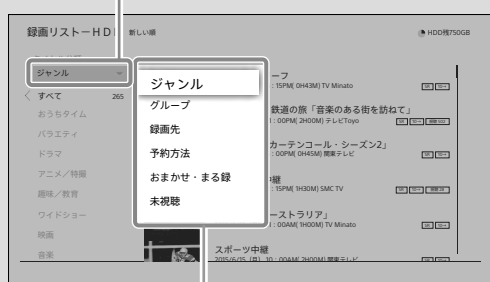 録画リストーHD
新しい順
HDD残750GB
ジャンル
すべて 265
おうちタイム
バラエティ
ドラマ
アニメ／特撮
趣味／教育
ワイドショー
映画
音楽
ジャンル
グループ
録画先
予約方法
おまかせ・まる録
未視聴
ーフ
: 15PM( 0H43M) TV Minato
鉄道の旅「音楽のある街を訪ねて」
: 00PM( 2H00M) テレビToyo
カーテンコール・シーズン2」
: 00PM( 0H45M) 関東テレビ
継
: 15PM( 1H30M) SMC TV
ーストラリア」
: 00AM( 1H00M) TV Minato
スポーツ中継
2015/6/15（月）10：00AM( 2H00M) 関東テレビ